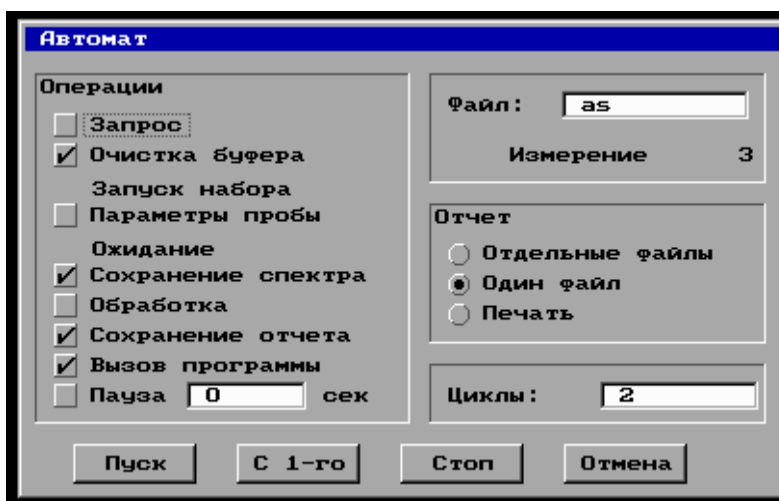 Автомат
Операции
Запрос
Очистка буфера
Запуск набора
Параметры пробы
Ожидание
Сохранение спектра
Обработка
Сохранение отчета
Вызов программы
Пауза 0 сек
Файл: as
Измерение 3
Отчет
Отдельные файлы
Один файл
Печать
Циклы: 2
Пуск С 1-го Стоп Отмена